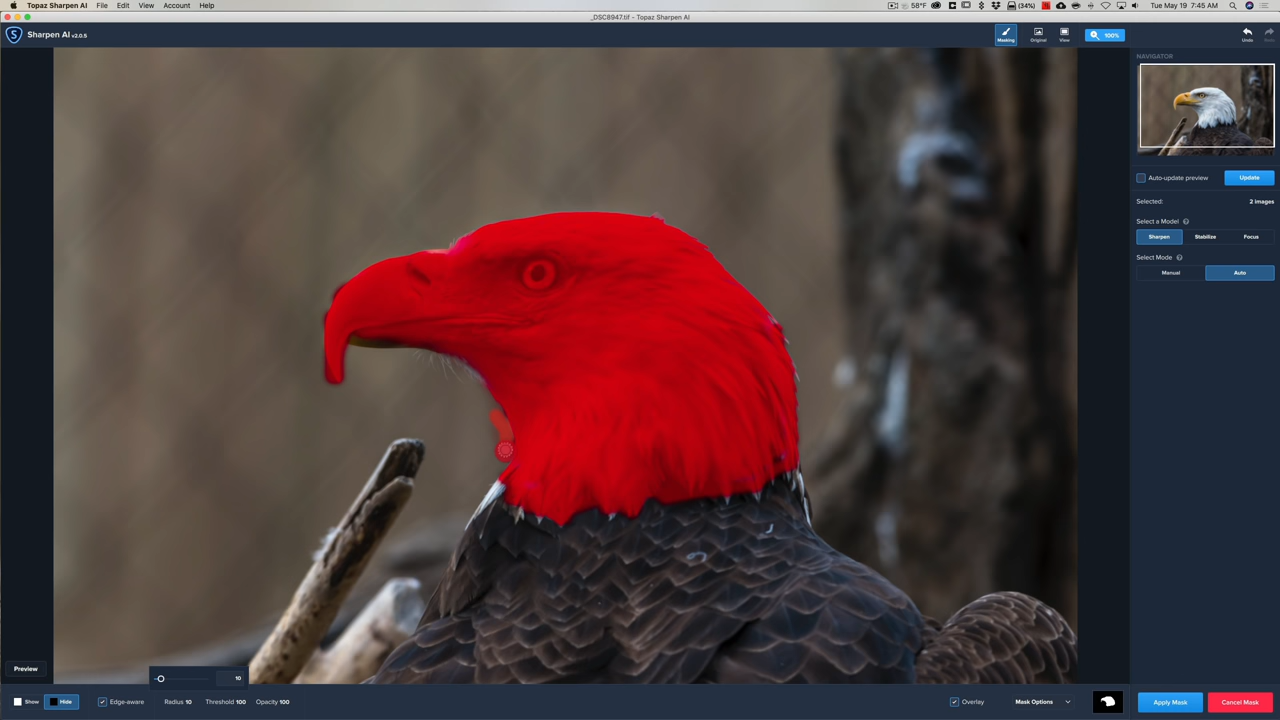 Topaz Sharpen AI File Edit View Account Help
58°F (34%) Tue May 19 7:45 AM
_DSC8947.tif - Topaz Sharpen AI
Sharpen AI v2.0.5
Masking Original View 100% Undo Redo
NAVIGATOR
Auto-update preview Update
Selected: 2 images
Select a Model ?
Sharpen Stabilize Focus
Select Mode ?
Manual Auto
Preview
10
Show Hide Edge-aware Radius 10 Threshold 100 Opacity 100 Overlay Mask Options Apply Mask Cancel Mask